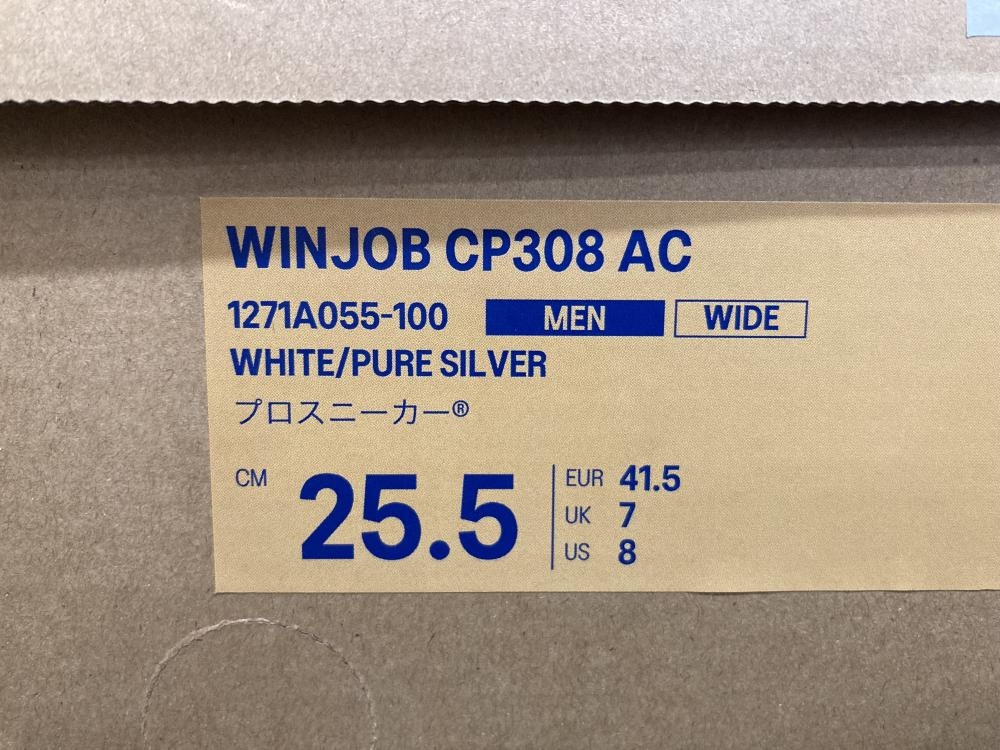 WINJOB CP308 AC
1271A055-100 MEN WIDE
WHITE/PURE SILVER
プロスニーカー®
CM 25.5
EUR 41.5
UK 7
US 8